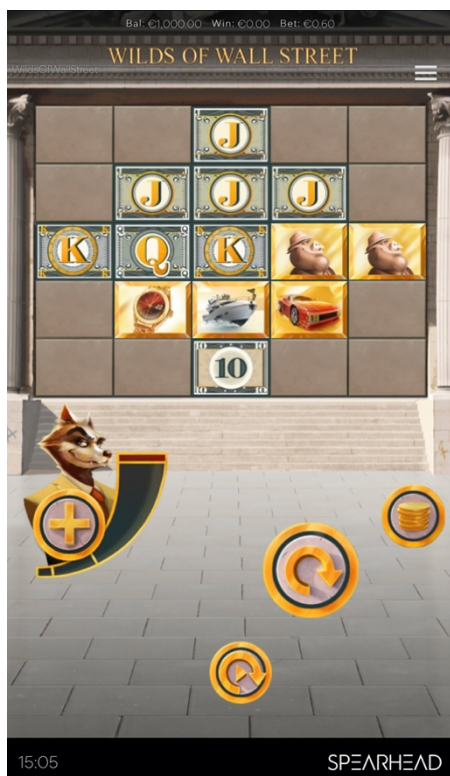 Bal: €1,000.00 Win: €0.00 Bet: €0.60
WILDS OF WALL STREET
WildsOfWallStreet
J
J J J
K Q K
10
15:05 SPEARHEAD